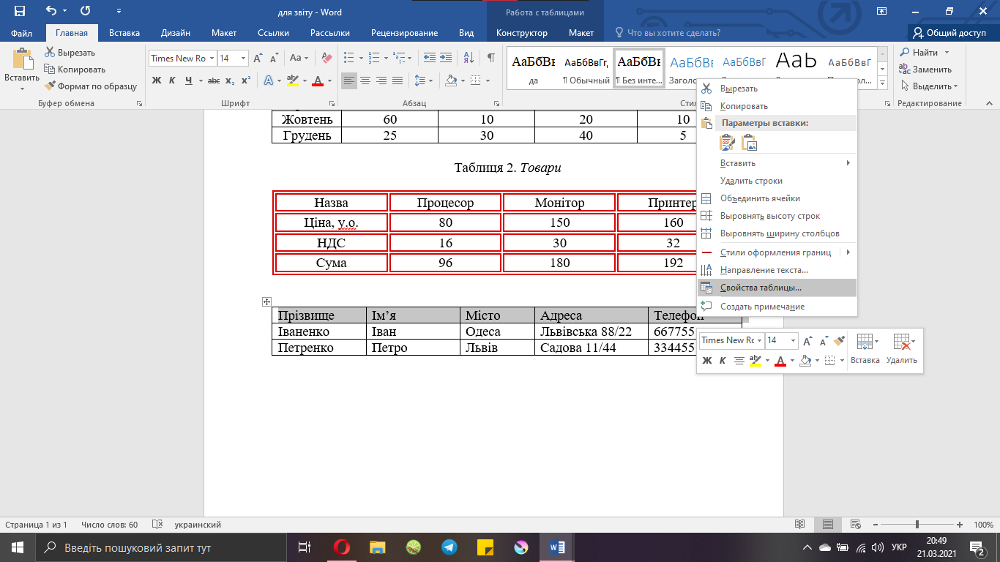 для звіту - Word
Работа с таблицами
Файл Главная Вставка Дизайн Макет Ссылки Рассылки Рецензирование Вид Конструктор Макет Что вы хотите сделать? Общий доступ
Вставить
Вырезать
Копировать
Формат по образцу
Буфер обмена
Times New Ro 14
Ж К Ч abc x₂ x²
Шрифт
Абзац
АаБбВı АаБбВвГг, АаБбВı АаБбВ АаБбВвГ АаЬ АаБбВвГ
да ¶ Обычный ¶ Без инте... Заголо...
Найти
Заменить
Выделить
Редактирование
Вырезать
Копировать
Параметры вставки:
Вставить
Удалить строки
Объединить ячейки
Выровнять высоту строк
Выровнять ширину столбцов
Стили оформления границ
Направление текста...
Свойства таблицы...
Создать примечание
Times New Ro 14
Ж К
Вставка Удалить
Жовтень 60 10 20 10
Грудень 25 30 40 5
Таблиця 2. Товари
Назва Процесор Монітор Принтер
Ціна, у.о. 80 150 160
НДС 16 30 32
Сума 96 180 192
Прізвище Ім’я Місто Адреса Телефон
Іваненко Іван Одеса Львівська 88/22 667755
Петренко Петро Львів Садова 11/44 334455
Страница 1 из 1 Число слов: 60 украинский 100%
Введіть пошуковий запит тут
УКР
20:49
21.03.2021
2